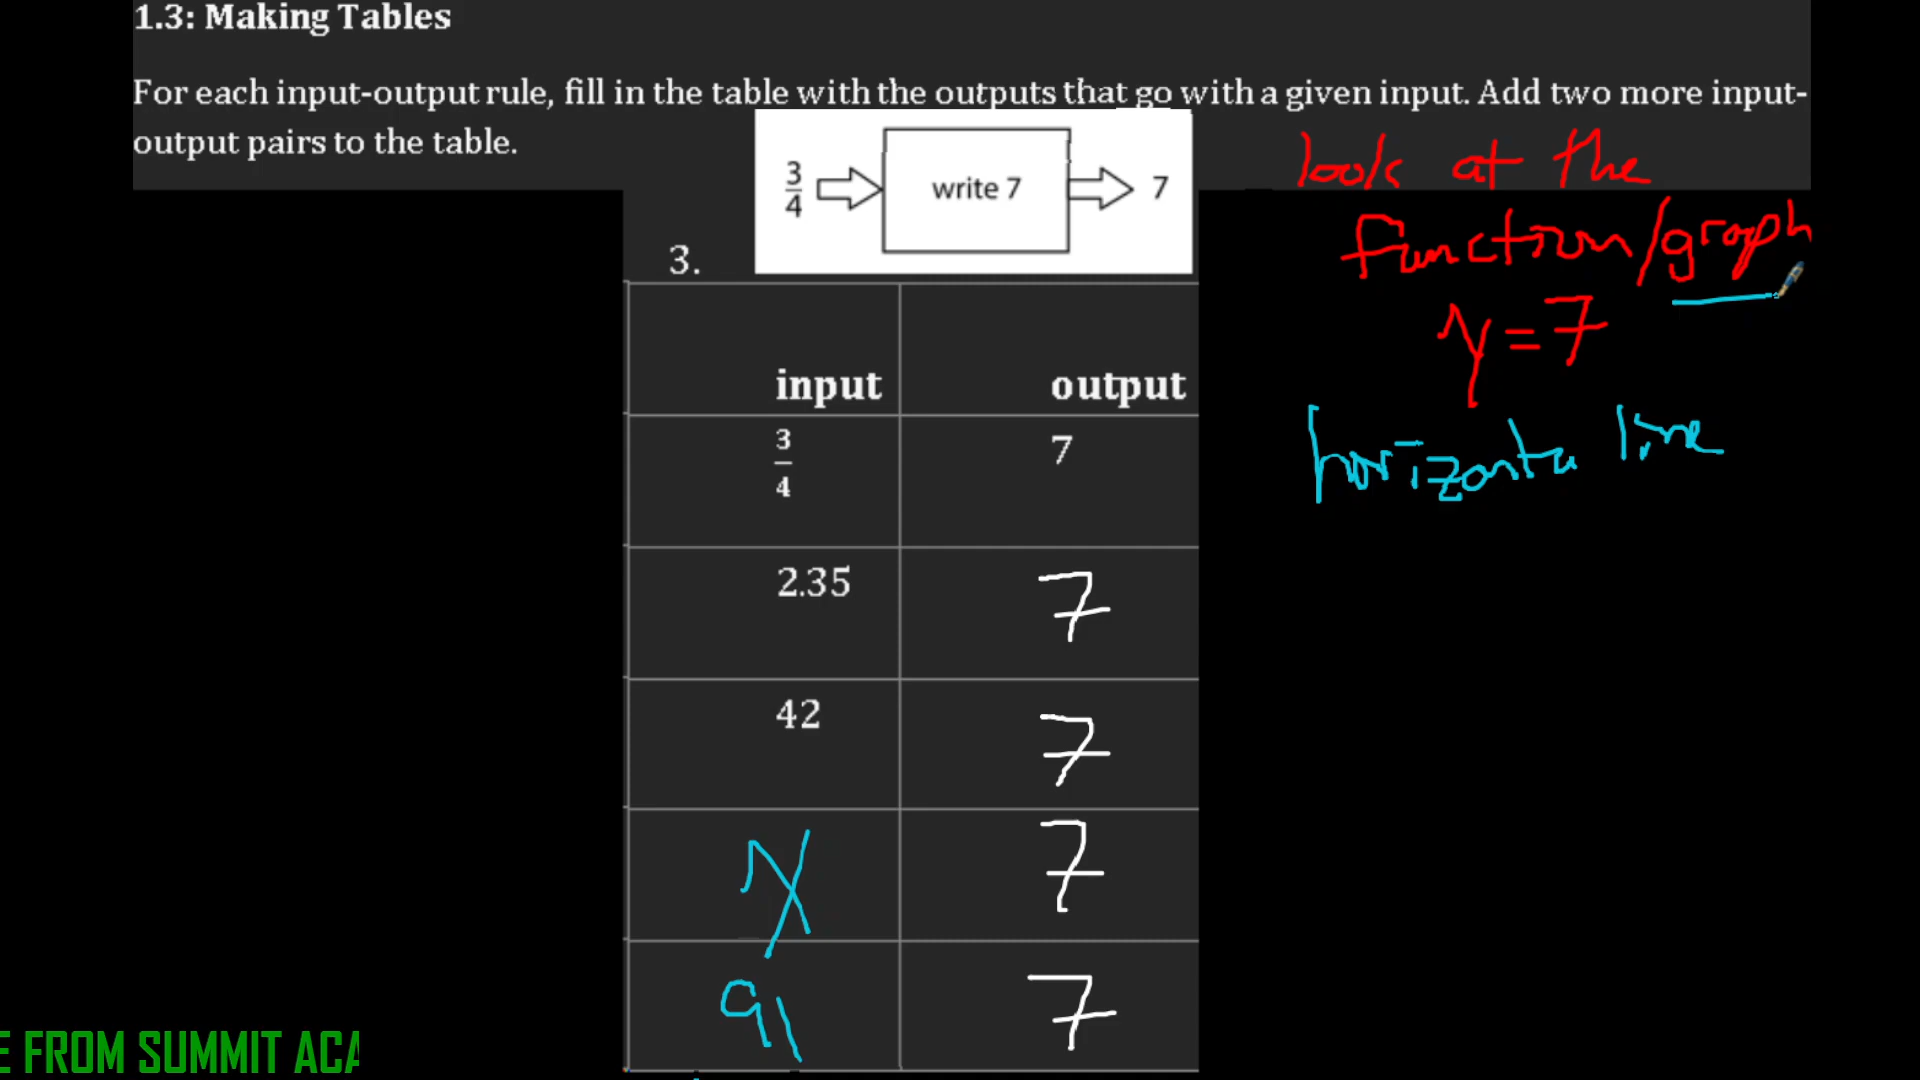 1.3: Making Tables
For each input-output rule, fill in the table with the outputs that go with a given input. Add two more input-
output pairs to the table.
look at the
function/graph
y=7
horizonta line
3/4 write 7 7
3.
input output
3/4 7
2.35 7
42 7
x 7
91 7
E FROM SUMMIT ACA